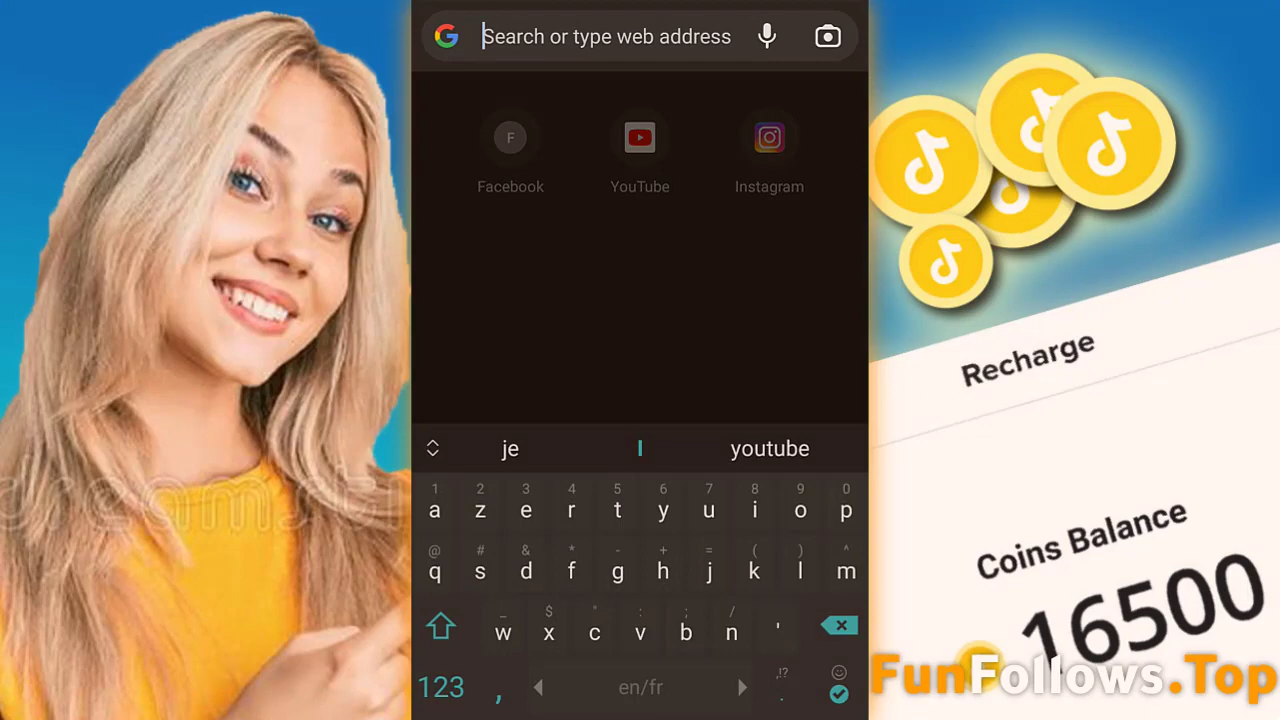 Search or type web address
F
Facebook YouTube Instagram
je I youtube
1 2 3 4 5 6 7 8 9 0
a z e r t y u i o p
@ # & * - + = ( ) ^
q s d f g h j k l m
_ $ " : ; /
w x c v b n '
123 , en/fr ,!? .
Recharge
Coins Balance
16500
FunFollows.Top